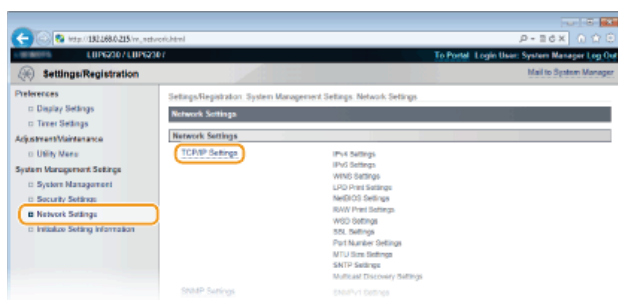 http://192.168.0.215/m_network.html
LBP6230 / LBP6230 /
To Portal Login User: System Manager Log Out
Settings/Registration
Mail to System Manager
Preferences
Display Settings
Timer Settings
Adjustment/Maintenance
Utility Menu
System Management Settings
System Management
Security Settings
Network Settings
Initialize Setting Information
Settings/Registration: System Management Settings: Network Settings
Network Settings
Network Settings
TCP/IP Settings
IPv4 Settings
IPv6 Settings
WINS Settings
LPD Print Settings
NetBIOS Settings
RAW Print Settings
WSD Settings
SSL Settings
Port Number Settings
MTU Size Settings
SNTP Settings
Multicast Discovery Settings
SNMP Settings
SNMPv1 Settings